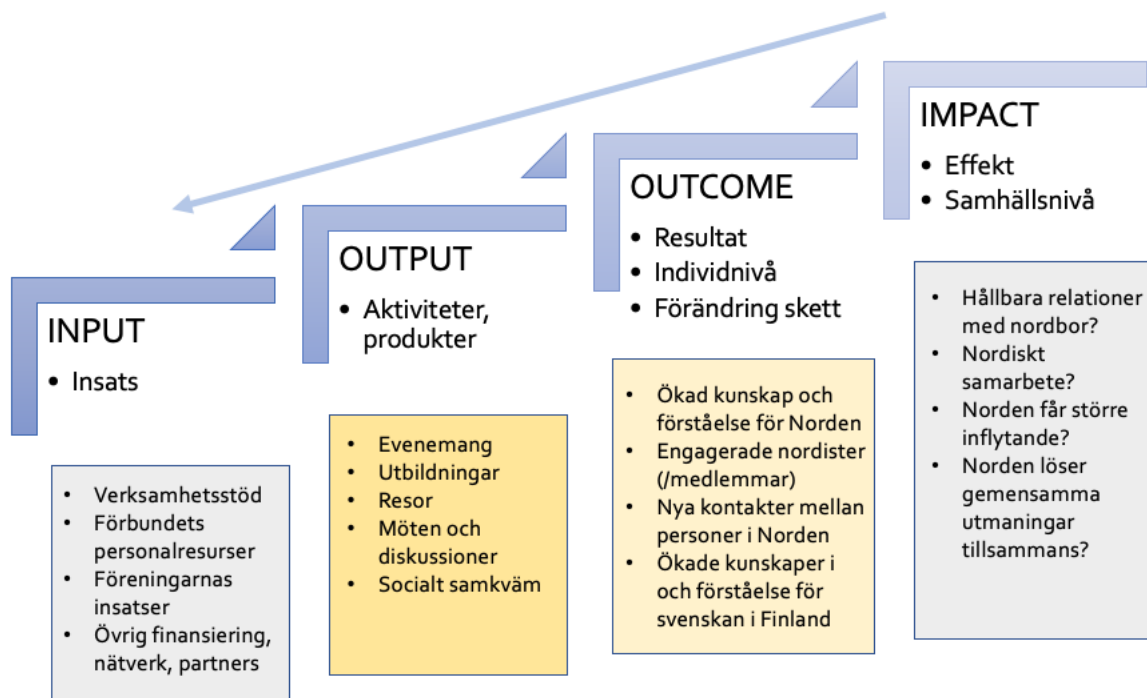 INPUT
• Insats
• Verksamhetsstöd
• Förbundets
personalresurser
• Föreningarnas
insatser
• Övrig finansiering,
nätverk, partners
OUTPUT
• Aktiviteter,
produkter
• Evenemang
• Utbildningar
• Resor
• Möten och
diskussioner
• Socialt samkväm
OUTCOME
• Resultat
• Individnivå
• Förändring skett
• Ökad kunskap och
förståelse för Norden
• Engagerade nordister
(/medlemmar)
• Nya kontakter mellan
personer i Norden
• Ökade kunskaper i
och förståelse för
svenskan i Finland
IMPACT
• Effekt
• Samhällsnivå
• Hållbara relationer
med nordbor?
• Nordiskt
samarbete?
• Norden får större
inflytande?
• Norden löser
gemensamma
utmaningar
tillsammans?